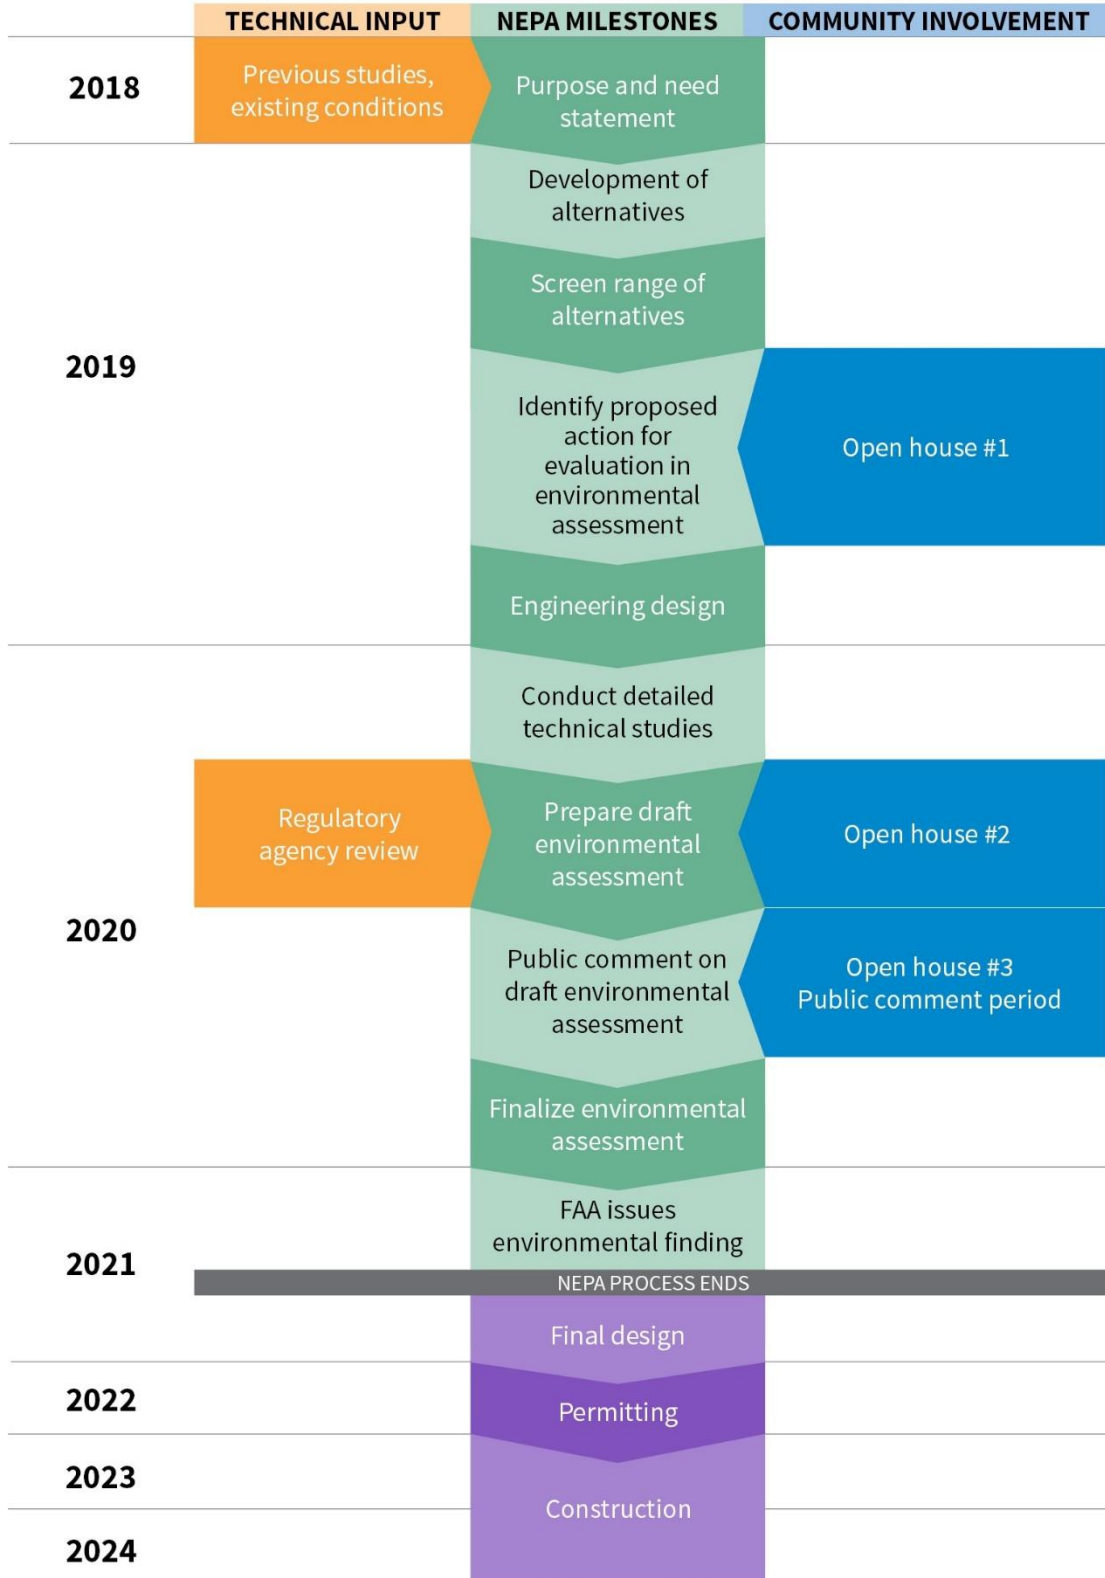 TECHNICAL INPUT
NEPA MILESTONES
COMMUNITY INVOLVEMENT
2018
Previous studies,
existing conditions
Purpose and need
statement
2019
Development of
alternatives
Screen range of
alternatives
Identify proposed
action for
evaluation in
environmental
assessment
Open house #1
Engineering design
2020
Conduct detailed
technical studies
Regulatory
agency review
Prepare draft
environmental
assessment
Open house #2
Public comment on
draft environmental
assessment
Open house #3
Public comment period
Finalize environmental
assessment
2021
FAA issues
environmental finding
NEPA PROCESS ENDS
Final design
2022
Permitting
2023
Construction
2024